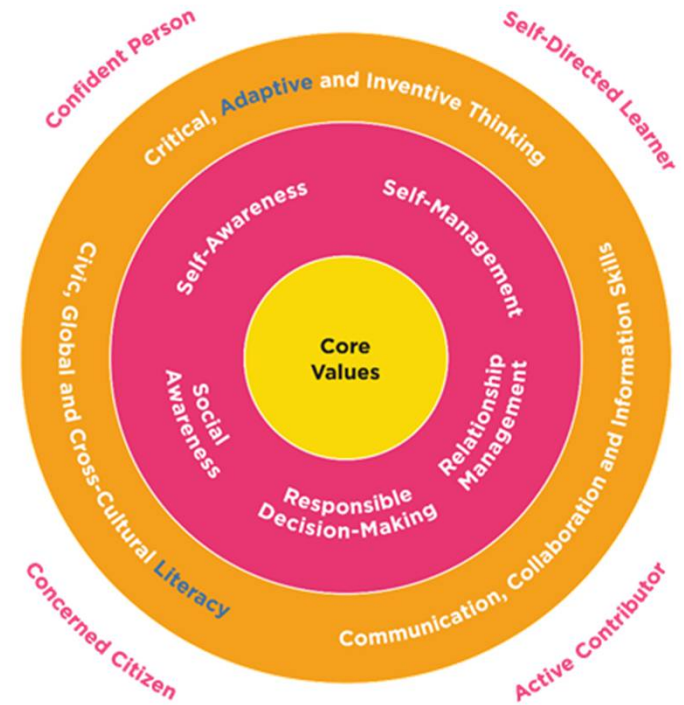 Confident Person
Self-Directed Learner
Critical, Adaptive and Inventive Thinking
Self-Awareness
Self-Management
Civic, Global and Cross-Cultural Literacy
Communication, Collaboration and Information Skills
Core
Values
Social
Awareness
Relationship
Management
Responsible
Decision-Making
Concerned Citizen
Active Contributor